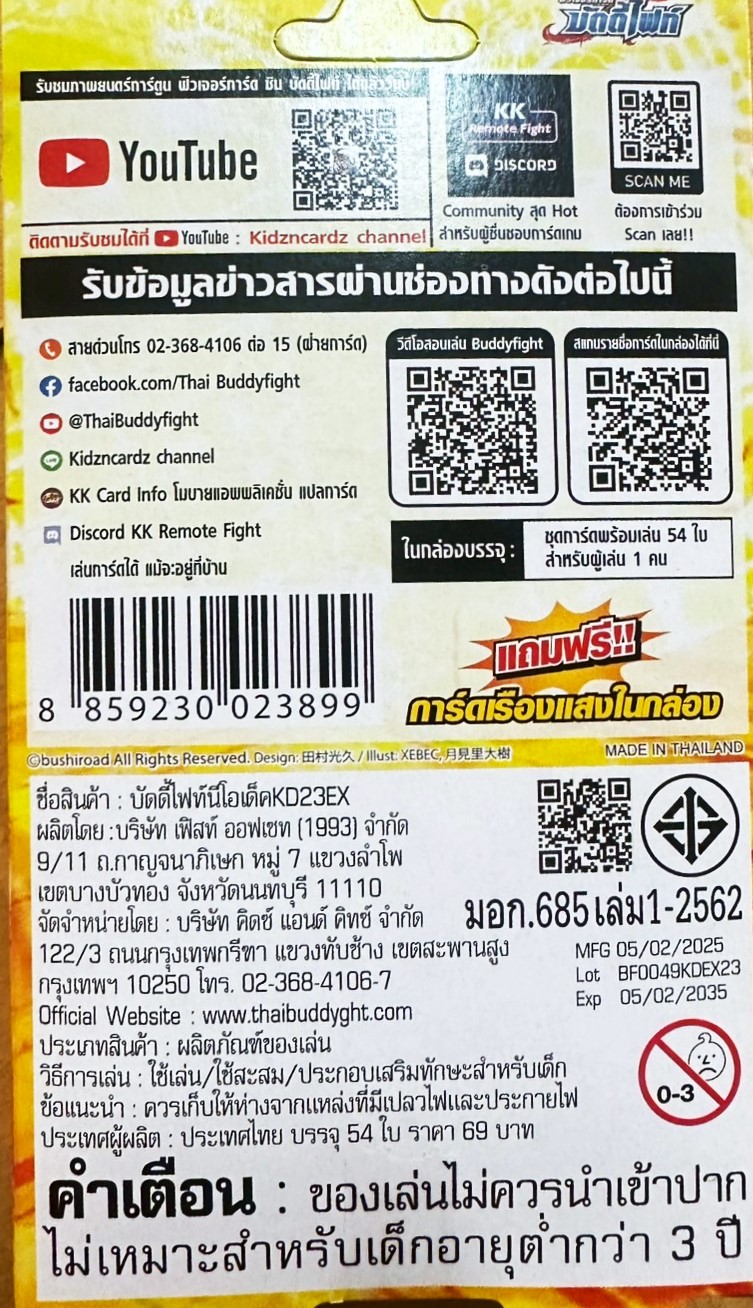 บัดดี้ไฟท์
รับชมภาพยนตร์การ์ตูน ฟิวเจอร์การ์ด ชิน บัดดี้ไฟท์
YouTube
ติดตามรับชมได้ที่ YouTube : Kidzncardz channel
KK
Remote Fight
DISCORD
Community สุด Hot
สำหรับผู้ชื่นชอบการ์ดเกม
SCAN ME
ต้องการเข้าร่วม
Scan เลย!!
รับข้อมูลข่าวสารผ่านช่องทางดังต่อไปนี้
สายด่วนโทร 02-368-4106 ต่อ 15 (ฝ่ายการ์ด)
facebook.com/Thai Buddyfight
@ThaiBuddyfight
Kidzncardz channel
KK Card Info โมบายแอพพลิเคชั่น แปลการ์ด
Discord KK Remote Fight
เล่นการ์ดได้ แม้จะอยู่ที่บ้าน
วีดีโอสอนเล่น Buddyfight
สแกนรายชื่อการ์ดในกล่องได้ที่นี่
ในกล่องบรรจุ :
ชุดการ์ดพร้อมเล่น 54 ใบ
สำหรับผู้เล่น 1 คน
แถมฟรี!!
การ์ดเรืองแสงในกล่อง
8 859230 023899
©bushiroad All Rights Reserved. Design: 田村光久 / Illust: XEBEC, 月見里大樹
MADE IN THAILAND
ชื่อสินค้า : บัดดี้ไฟท์นีโอเด็คKD23EX
ผลิตโดย :บริษัท เฟิสท์ ออฟเซท (1993) จำกัด
9/11 ถ.กาญจนาภิเษก หมู่ 7 แขวงลำโพ
เขตบางบัวทอง จังหวัดนนทบุรี 11110
จัดจำหน่ายโดย : บริษัท คิดซ์ แอนด์ คิทซ์ จำกัด
122/3 ถนนกรุงเทพกรีฑา แขวงทับช้าง เขตสะพานสูง
กรุงเทพฯ 10250 โทร. 02-368-4106-7
Official Website : www.thaibuddyght.com
ประเภทสินค้า : ผลิตภัณฑ์ของเล่น
วิธีการเล่น : ใช้เล่น/ใช้สะสม/ประกอบเสริมทักษะสำหรับเด็ก
ข้อแนะนำ : ควรเก็บให้ห่างจากแหล่งที่มีเปลวไฟและประกายไฟ
ประเทศผู้ผลิต : ประเทศไทย บรรจุ 54 ใบ ราคา 69 บาท
มอก.685เล่ม1-2562
MFG 05/02/2025
Lot BF0049KDEX23
Exp 05/02/2035
0-3
คำเตือน : ของเล่นไม่ควรนำเข้าปาก
ไม่เหมาะสำหรับเด็กอายุต่ำกว่า 3 ปี